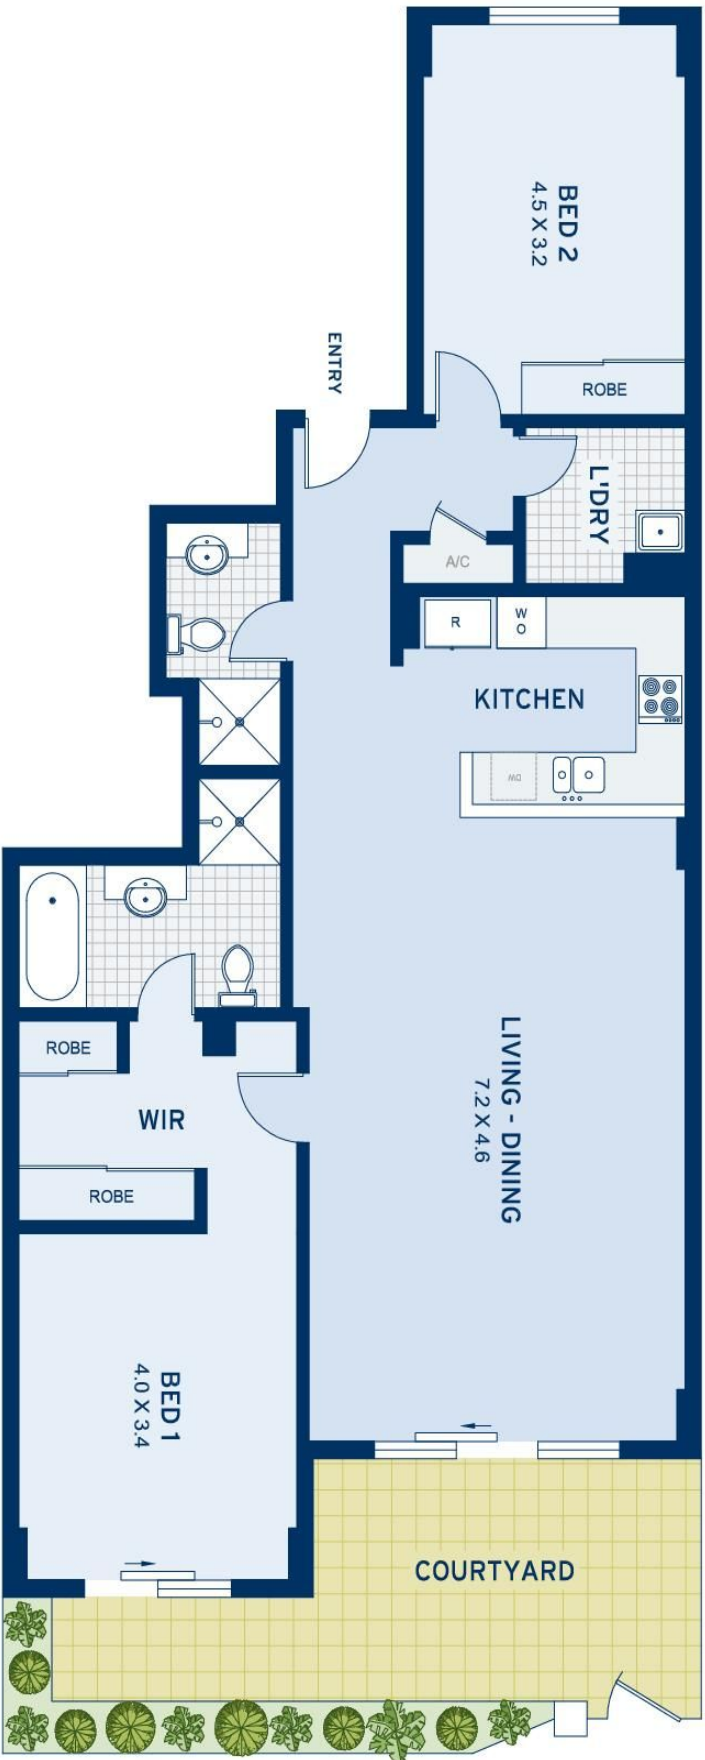 BED 2
4.5 X 3.2
ENTRY
ROBE
L'DRY
A/C
R
W
O
KITCHEN
DW
LIVING - DINING
7.2 X 4.6
ROBE
WIR
ROBE
BED 1
4.0 X 3.4
COURTYARD